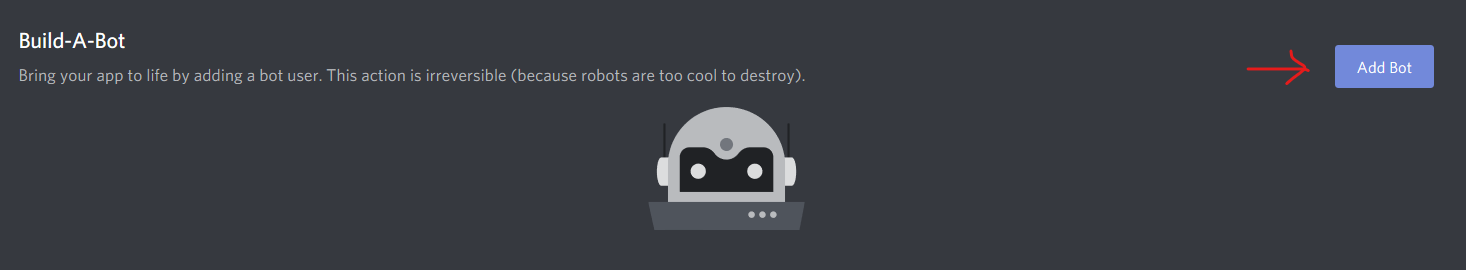 Build-A-Bot
Bring your app to life by adding a bot user. This action is irreversible (because robots are too cool to destroy).
Add Bot